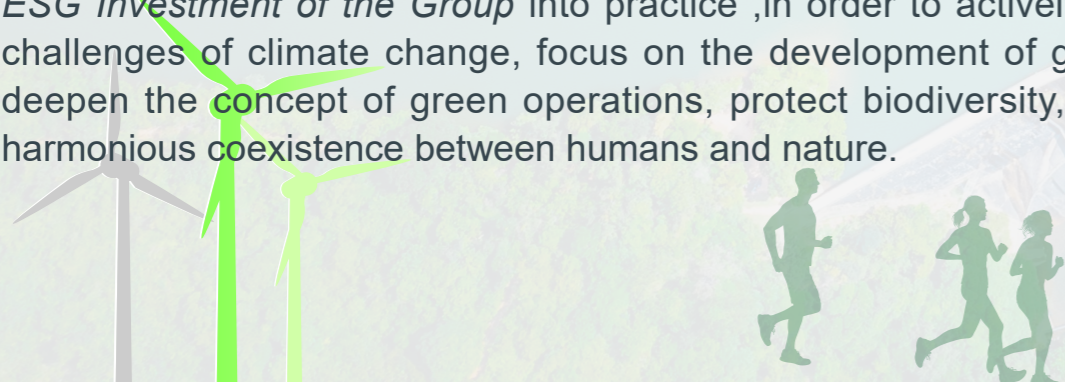 ESG Investment of the Group into practice ,in order to
challenges of climate change, focus on the development of
deepen the concept of green operations, protect biodiversity,
harmonious coexistence between humans and nature.